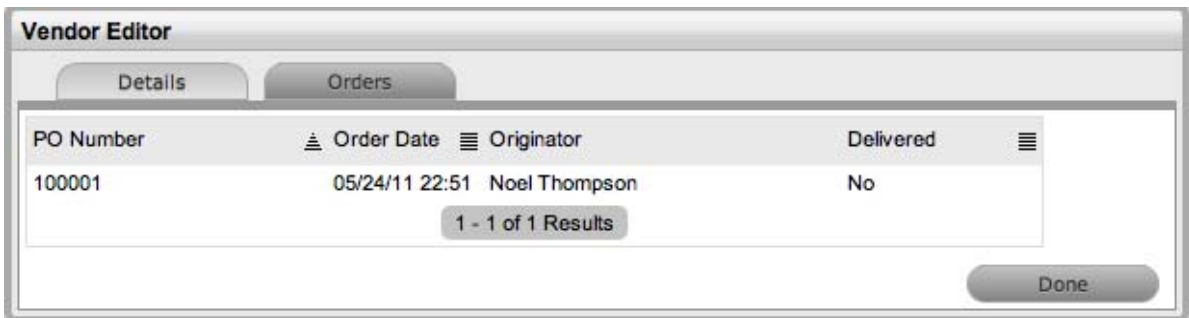 Vendor Editor
Details Orders
PO Number Order Date Originator Delivered
100001 05/24/11 22:51 Noel Thompson No
1 - 1 of 1 Results
Done